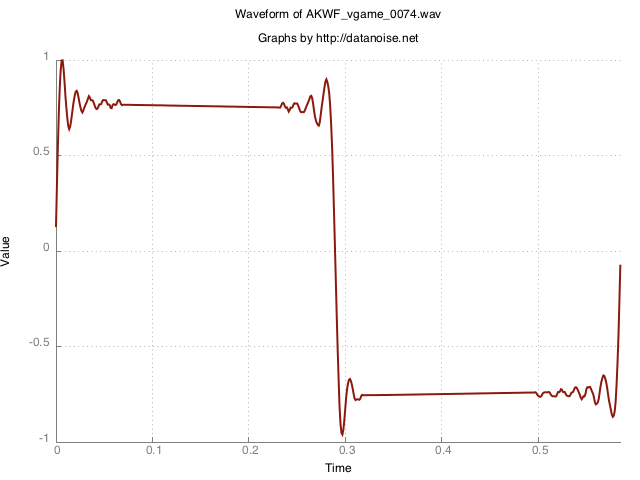 Waveform of AKWF_vgame_0074.wav
Graphs by http://datanoise.net
1
0.5
0
-0.5
-1
Value
0 0.1 0.2 0.3 0.4 0.5
Time